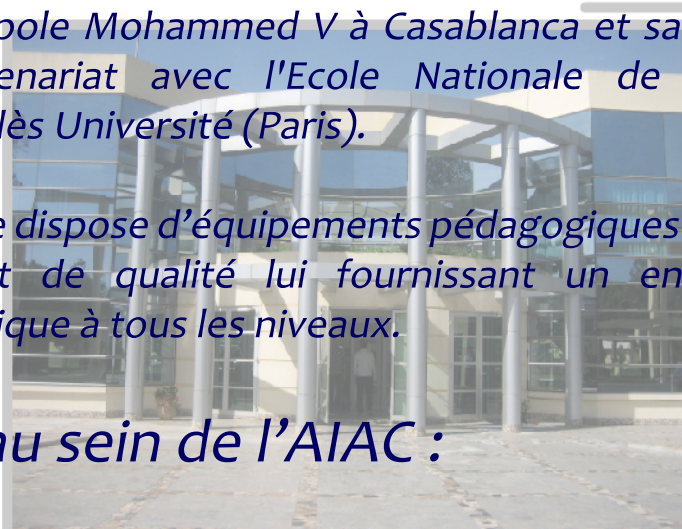 pole Mohammed V à Casablanca et sa
enariat avec l'Ecole Nationale de
lès Université (Paris).
e dispose d’équipements pédagogiques
t de qualité lui fournissant un en
ique à tous les niveaux.
au sein de l’AIAC :